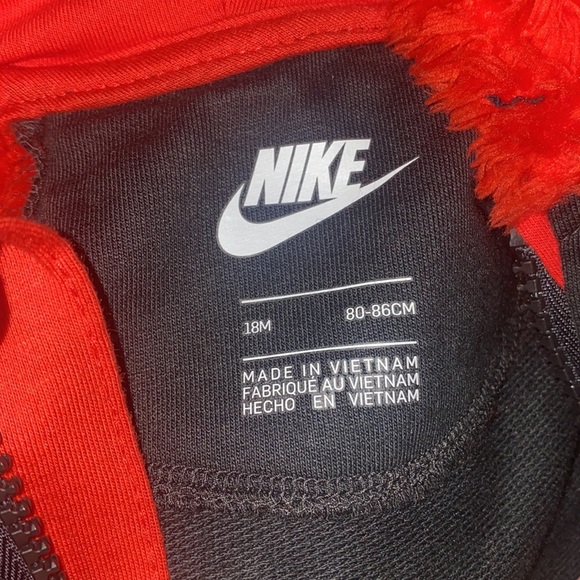 NIKE
18M 80-86CM
MADE IN VIETNAM
FABRIQUÉ AU VIETNAM
HECHO EN VIETNAM